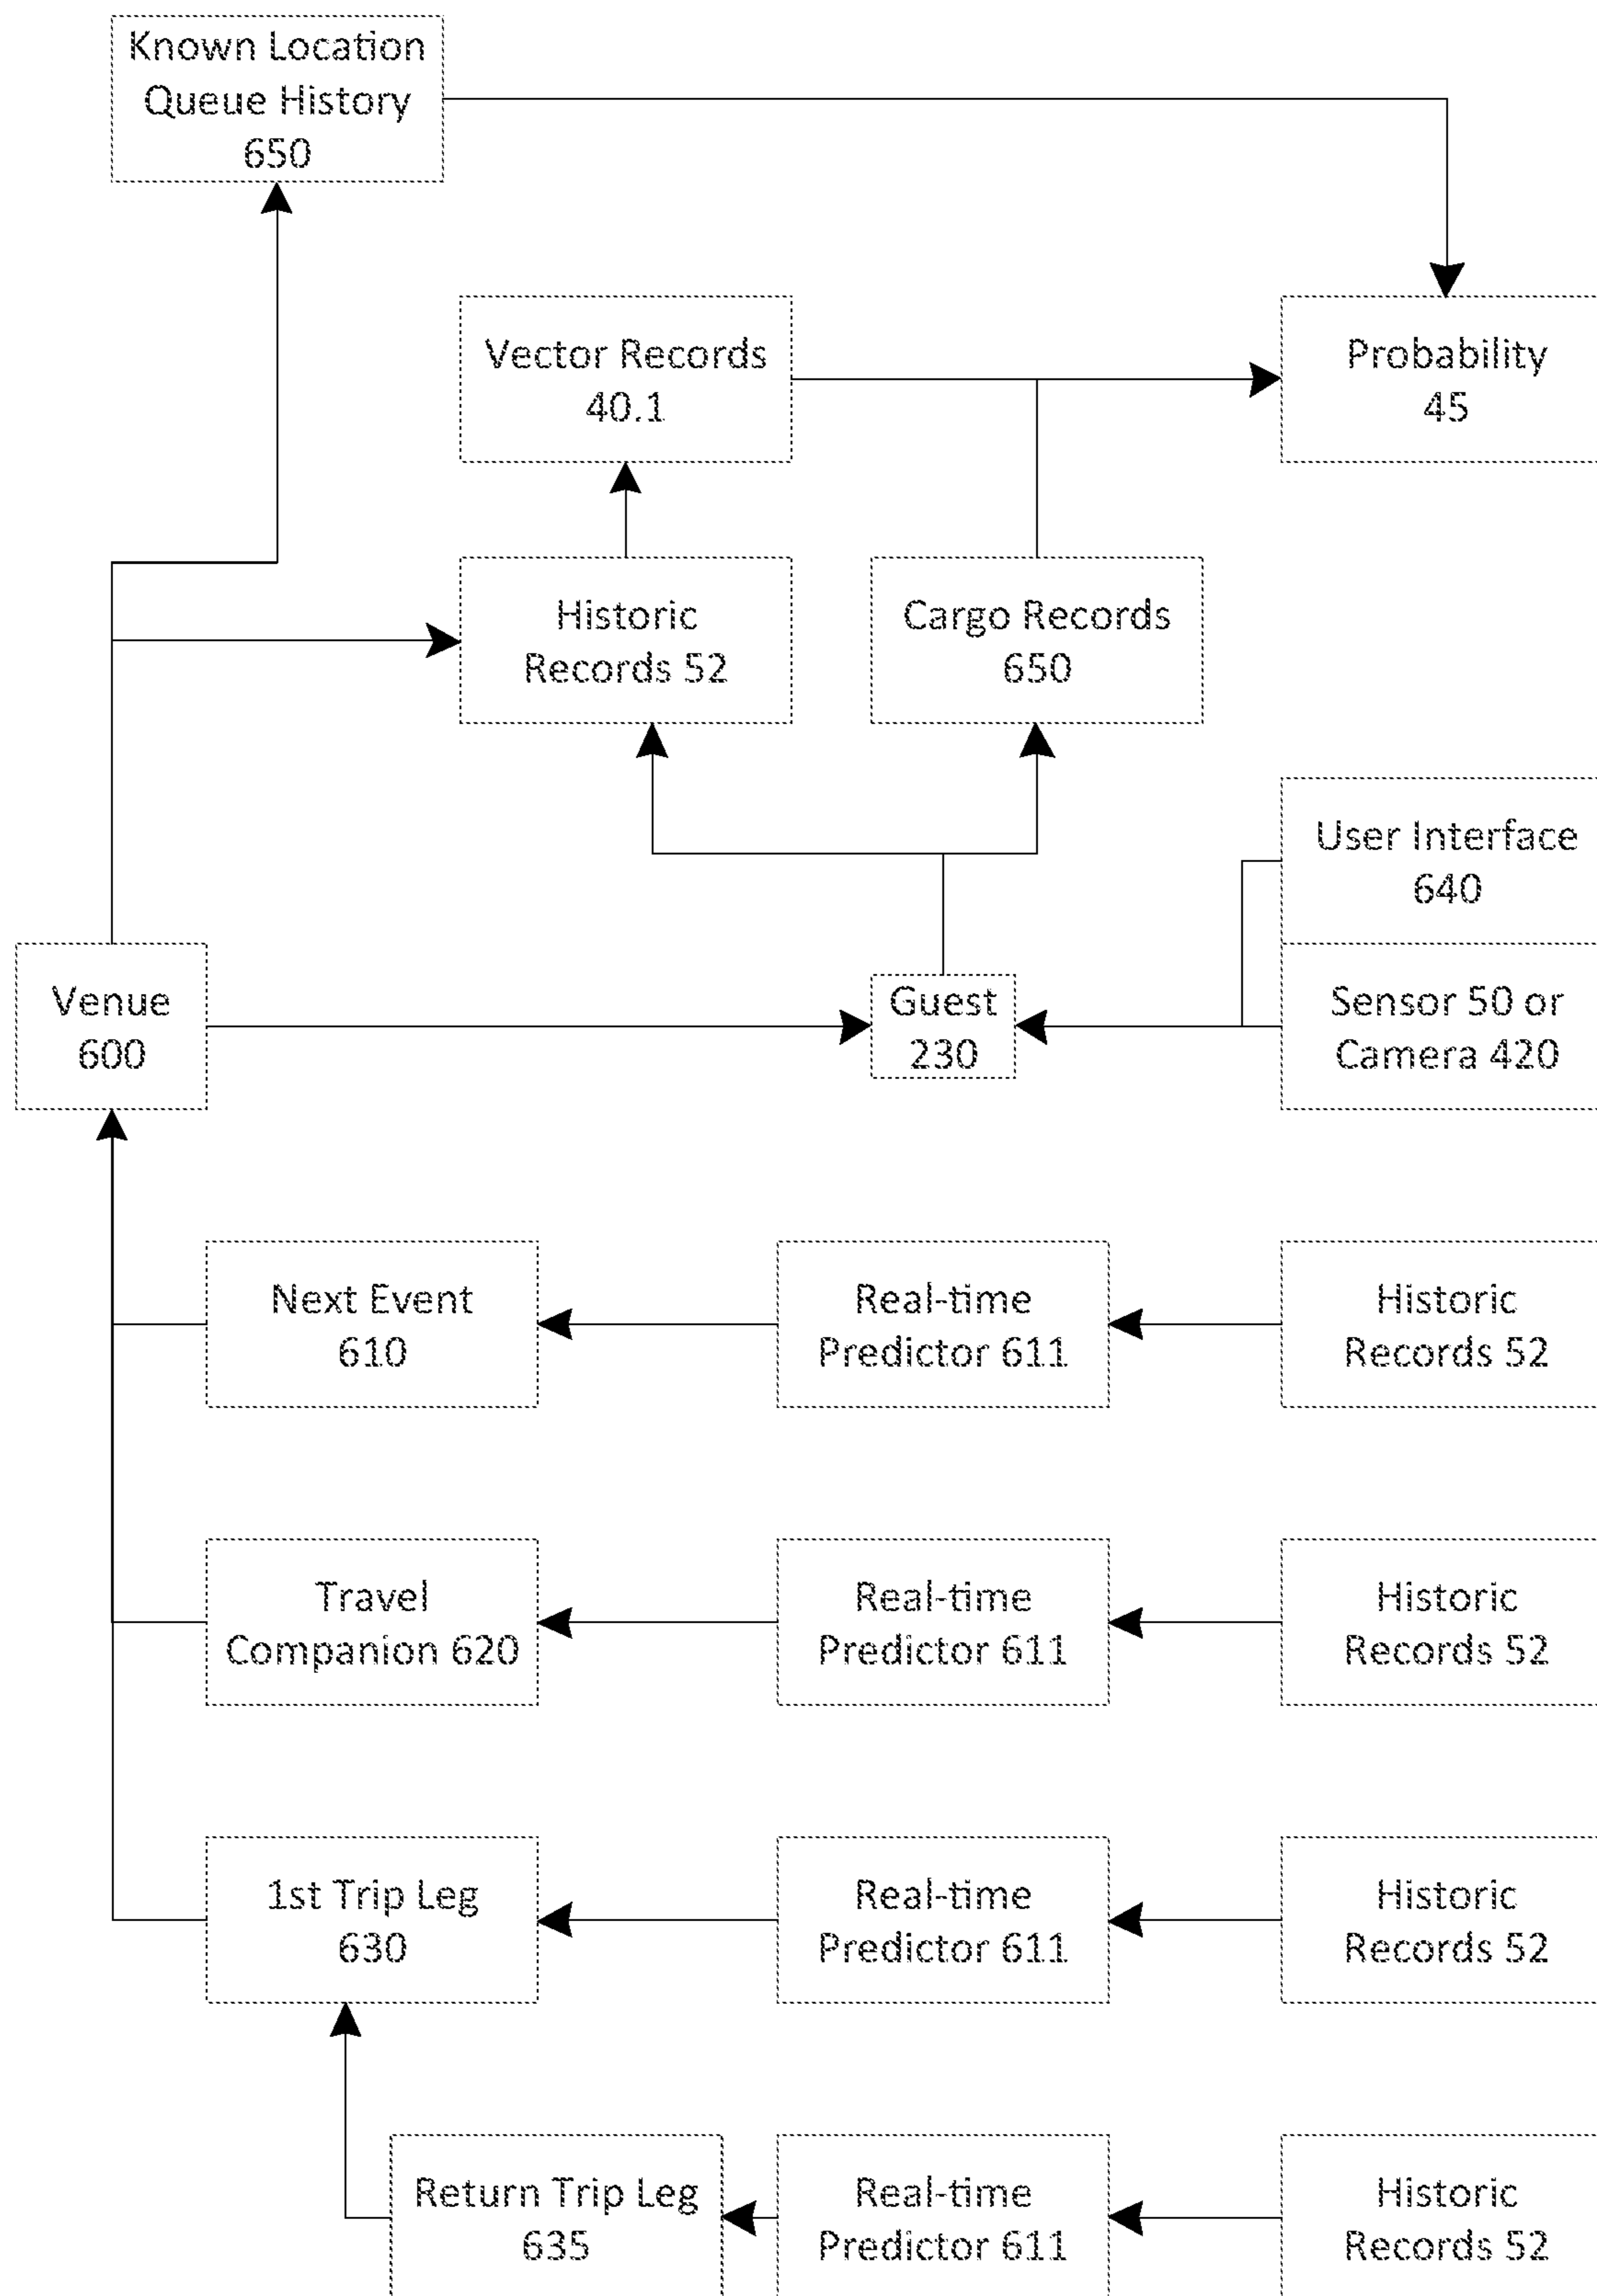 Known Location
Queue History
650
Vector Records
40.1
Probability
45
Historic
Records 52
Cargo Records
650
User Interface
640
Venue
600
Guest
230
Sensor 50 or
Camera 420
Next Event
610
Real-time
Predictor 611
Historic
Records 52
Travel
Companion 620
Real-time
Predictor 611
Historic
Records 52
1st Trip Leg
630
Real-time
Predictor 611
Historic
Records 52
Return Trip Leg
635
Real-time
Predictor 611
Historic
Records 52